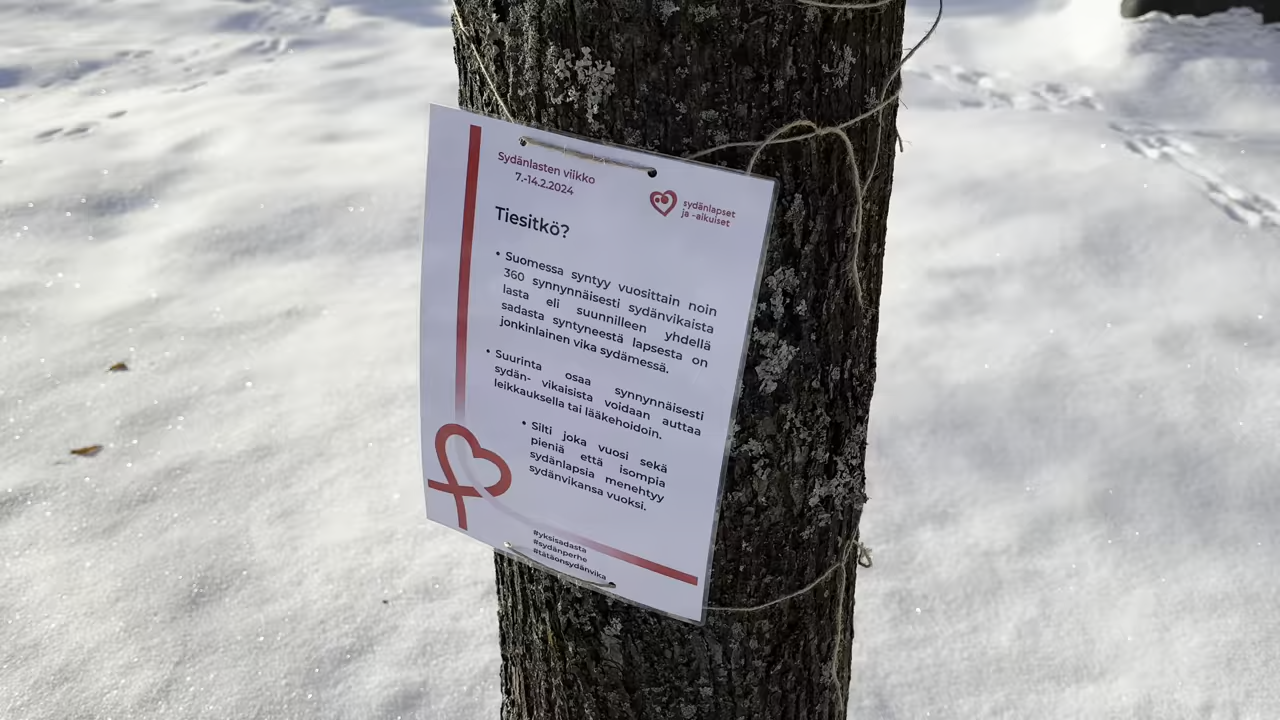 Sydänlasten viikko
7.-14.2.2024
sydänlapset
ja -aikuiset
Tiesitkö?
• Suomessa syntyy vuosittain noin
360 synnynnäisesti sydänvikaista
lasta eli suunnilleen yhdellä
sadasta syntyneestä lapsesta on
jonkinlainen vika sydämessä.
• Suurinta osaa synnynnäisesti
sydän- vikaisista voidaan auttaa
leikkauksella tai lääkehoidoin.
• Silti joka vuosi sekä
pieniä että isompia
sydänlapsia menehtyy
sydänvikansa vuoksi.
#yksisadasta
#sydänperhe
#tätäonsydänvika